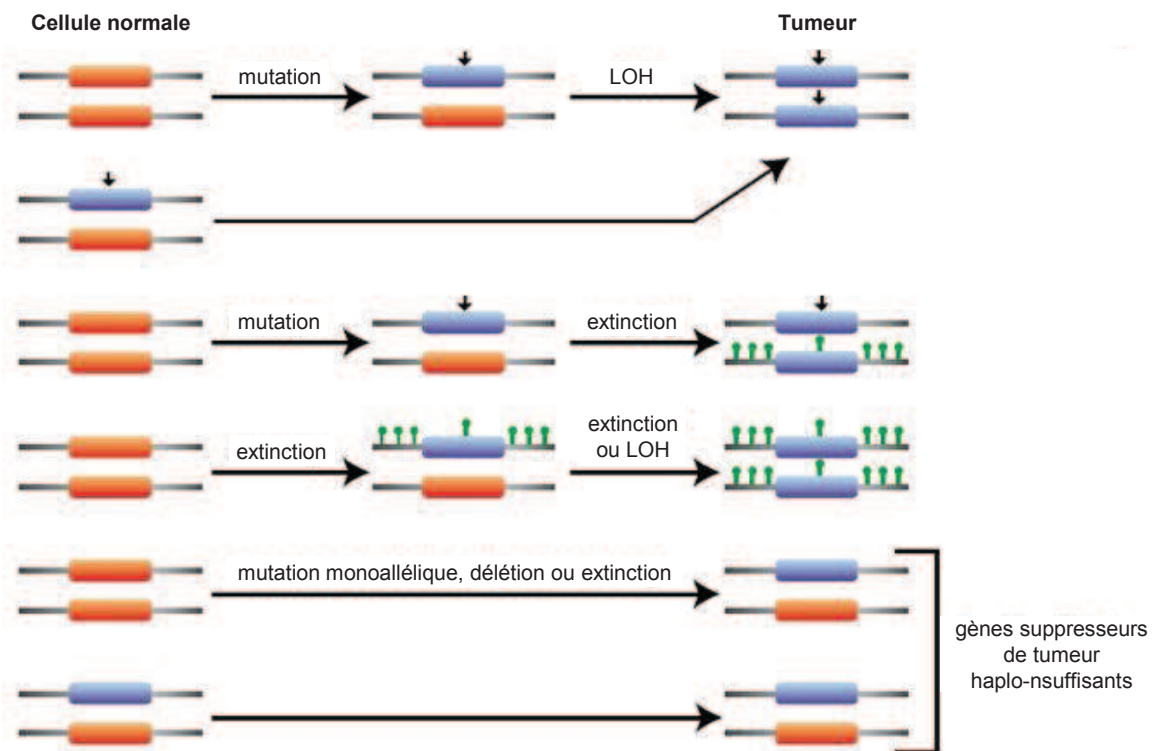 Cellule normale
Tumeur
mutation
LOH
mutation
extinction
extinction
extinction
ou LOH
mutation monoallélique, délétion ou extinction
gènes suppresseurs
de tumeur
haplo-nsuffisants